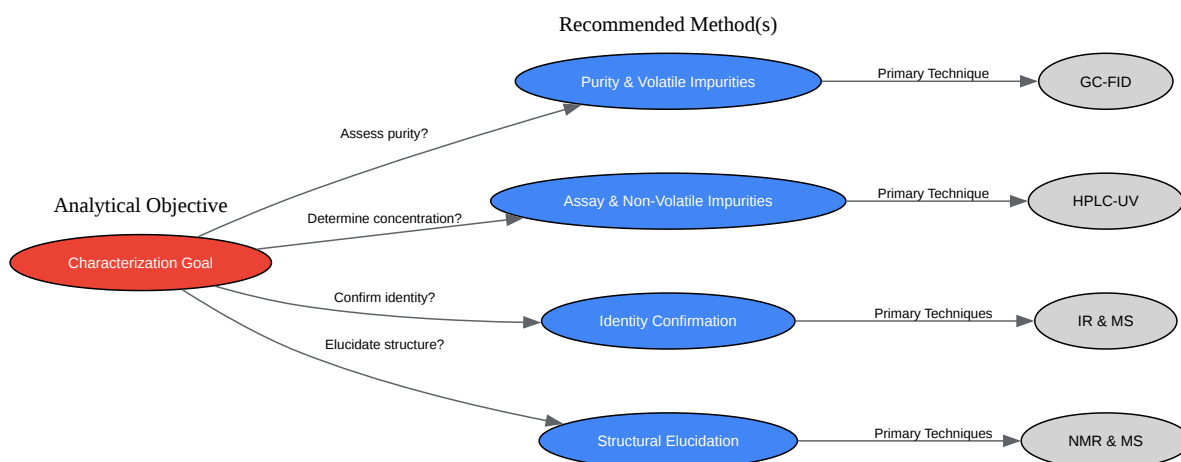 Recommended Method(s)
Purity & Volatile Impurities
Primary Technique
GC-FID
Assess purity?
Analytical Objective
Assay & Non-Volatile Impurities
Primary Technique
HPLC-UV
Determine concentration?
Characterization Goal
Confirm identity?
Identity Confirmation
Primary Techniques
IR & MS
Elucidate structure?
Structural Elucidation
Primary Techniques
NMR & MS